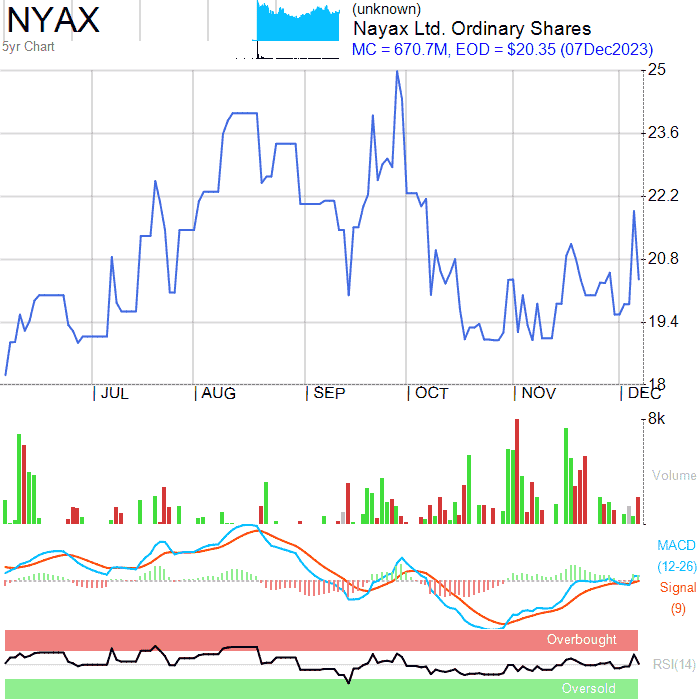 NYAX
5yr Chart
(unknown)
Nayax Ltd. Ordinary Shares
MC = 670.7M, EOD = $20.35 (07Dec2023)
25
23.6
22.2
20.8
19.4
18
JUL AUG SEP OCT NOV DEC
8k
Volume
MACD
(12-26)
Signal
(9)
Overbought
RSI(14)
Oversold